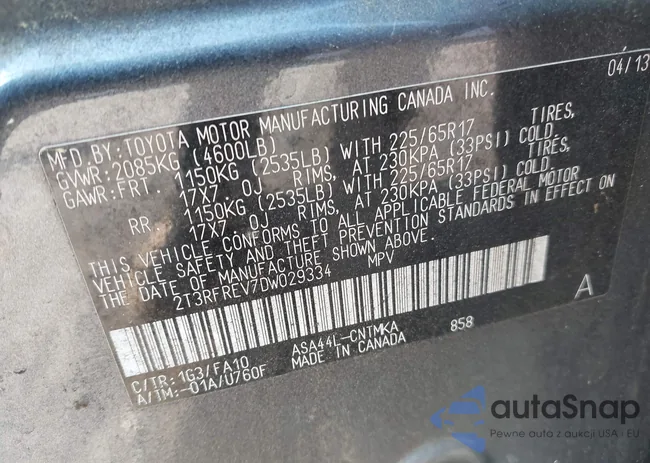 04/13
MFD.BY:TOYOTA MOTOR MANUFACTURING CANADA INC.
GVWR:2085KG (4600LB)
GAWR:FRT. 1150KG (2535LB) WITH 225/65R17 TIRES,
17X7.0J RIMS, AT 230KPA (33PSI) COLD.
RR. 1150KG (2535LB) WITH 225/65R17 TIRES,
17X7.0J RIMS, AT 230KPA (33PSI) COLD.
THIS VEHICLE CONFORMS TO ALL APPLICABLE FEDERAL MOTOR
VEHICLE SAFETY AND THEFT PREVENTION STANDARDS IN EFFECT ON
THE DATE OF MANUFACTURE SHOWN ABOVE.
2T3RFREV7DW029334 MPV
A
C/TR:1G3/FA10 ASA44L-CNTMKA 858
A/TM:-01A/U760F MADE IN CANADA
autaSnap
Pewne auto z aukcji USA - EU